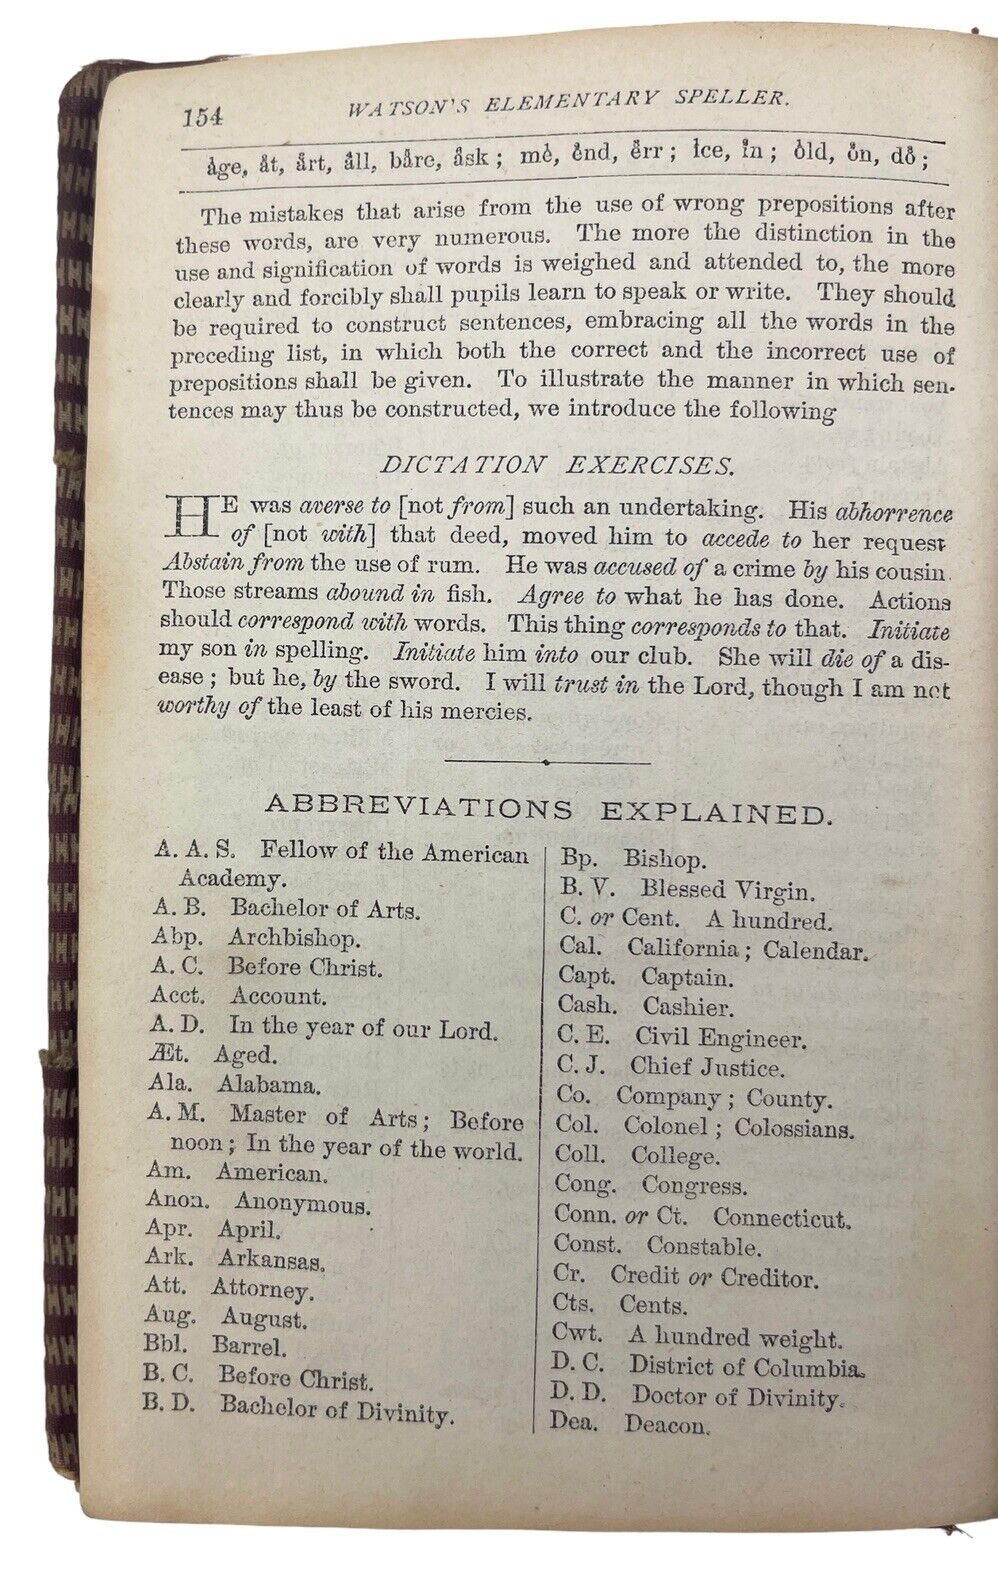 154
WATSON'S ELEMENTARY SPELLER.
åge, åt, årt, åll, båre, åsk; mė, ėnd, ėrr; ice, in; ȯld, ȯn, dȯ;
The mistakes that arise from the use of wrong prepositions after
these words, are very numerous. The more the distinction in the
use and signification of words is weighed and attended to, the more
clearly and forcibly shall pupils learn to speak or write. They should
be required to construct sentences, embracing all the words in the
preceding list, in which both the correct and the incorrect use of
prepositions shall be given. To illustrate the manner in which sen-
tences may thus be constructed, we introduce the following
DICTATION EXERCISES.
HE was averse to [not from] such an undertaking. His abhorrence
of [not with] that deed, moved him to accede to her request.
Abstain from the use of rum. He was accused of a crime by his cousin.
Those streams abound in fish. Agree to what he has done. Actions
should correspond with words. This thing corresponds to that. Initiate
my son in spelling. Initiate him into our club. She will die of a dis-
ease; but he, by the sword. I will trust in the Lord, though I am not
worthy of the least of his mercies.
ABBREVIATIONS EXPLAINED.
A. A. S. Fellow of the American
Academy.
A. B. Bachelor of Arts.
Abp. Archbishop.
A. C. Before Christ.
Acct. Account.
A. D. In the year of our Lord.
Æt. Aged.
Ala. Alabama.
A. M. Master of Arts; Before
noon; In the year of the world.
Am. American.
Anon. Anonymous.
Apr. April.
Ark. Arkansas.
Att. Attorney.
Aug. August.
Bbl. Barrel.
B. C. Before Christ.
B. D. Bachelor of Divinity.
Bp. Bishop.
B. V. Blessed Virgin.
C. or Cent. A hundred.
Cal. California; Calendar.
Capt. Captain.
Cash. Cashier.
C. E. Civil Engineer.
C. J. Chief Justice.
Co. Company; County.
Col. Colonel; Colossians.
Coll. College.
Cong. Congress.
Conn. or Ct. Connecticut.
Const. Constable.
Cr. Credit or Creditor.
Cts. Cents.
Cwt. A hundred weight.
D. C. District of Columbia.
D. D. Doctor of Divinity.
Dea. Deacon.